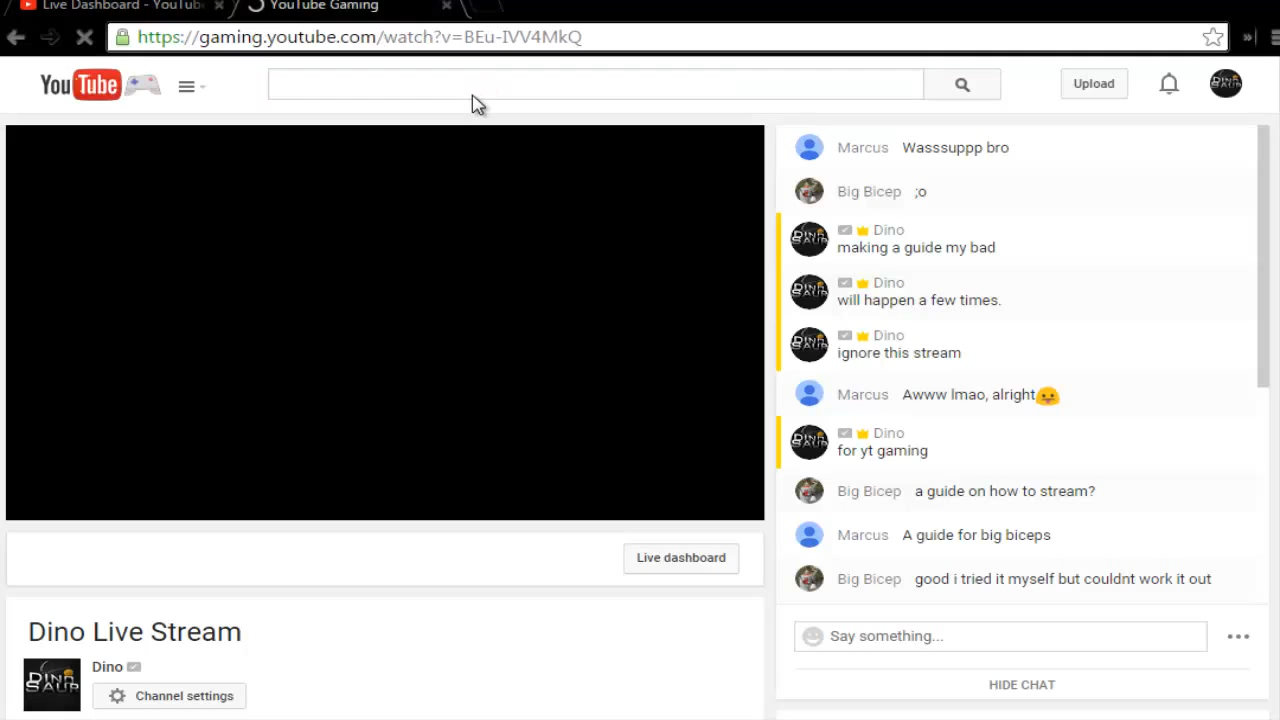 Live Dashboard - YouTub
YouTube Gaming
https://gaming.youtube.com/watch?v=BEu-IVV4MkQ
YouTube
Upload
Marcus Wasssuppp bro
Big Bicep ;o
Dino
making a guide my bad
Dino
will happen a few times.
Dino
ignore this stream
Marcus Awww lmao, alright
Dino
for yt gaming
Big Bicep a guide on how to stream?
Marcus A guide for big biceps
Big Bicep good i tried it myself but couldnt work it out
Say something...
HIDE CHAT
Live dashboard
Dino Live Stream
DINO
SAUR
Dino
Channel settings